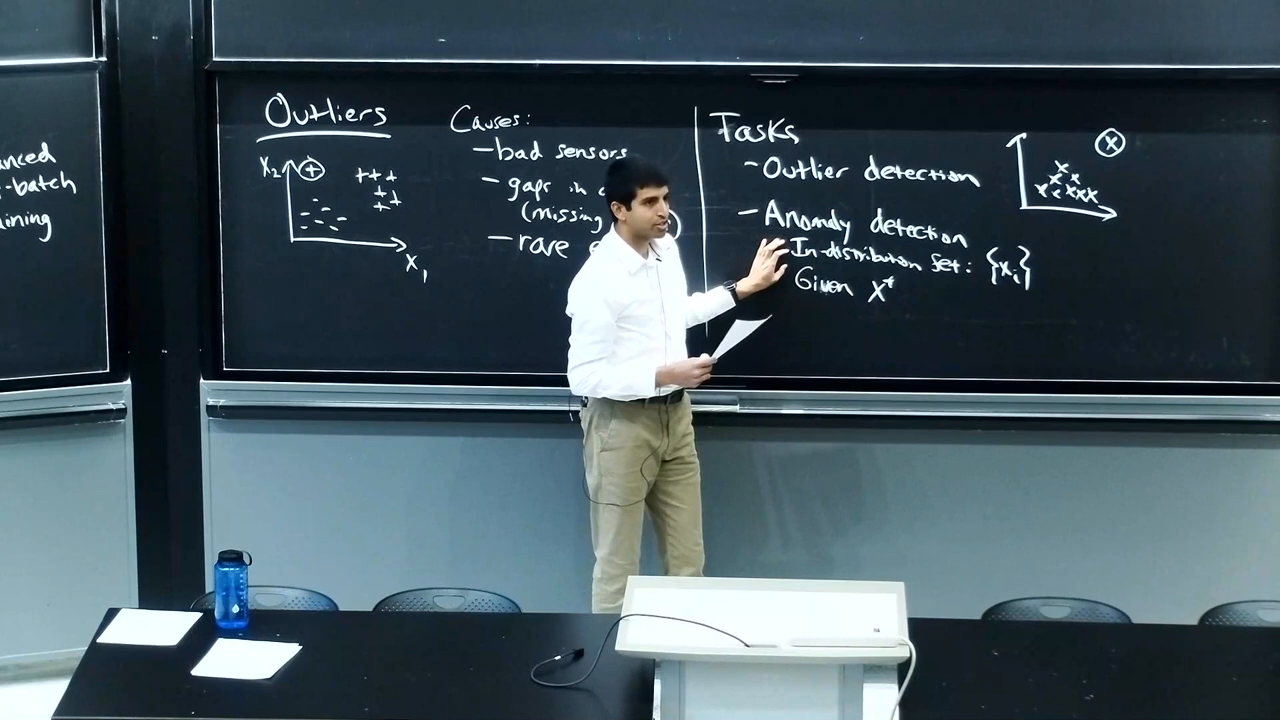 anced
-batch
ining
Outliers
x₂
x₁
Causes:
- bad sensors
- gaps in
(missing
- rare
Tasks
- Outlier detection
- Anomaly detection
- In-distribution set: {xᵢ}
Given X*